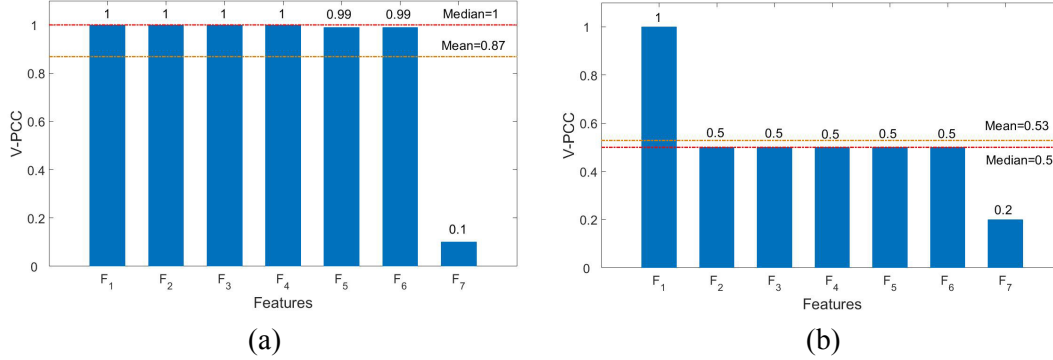 1 1 1 1 0.99 0.99 Median=1
Mean=0.87
0.1
V-PCC
1
0.8
0.6
0.4
0.2
0
F1 F2 F3 F4 F5 F6 F7
Features
(a)
1
Mean=0.53
0.5 0.5 0.5 0.5 0.5
Median=0.5
0.2
V-PCC
1
0.8
0.6
0.4
0.2
0
F1 F2 F3 F4 F5 F6 F7
Features
(b)